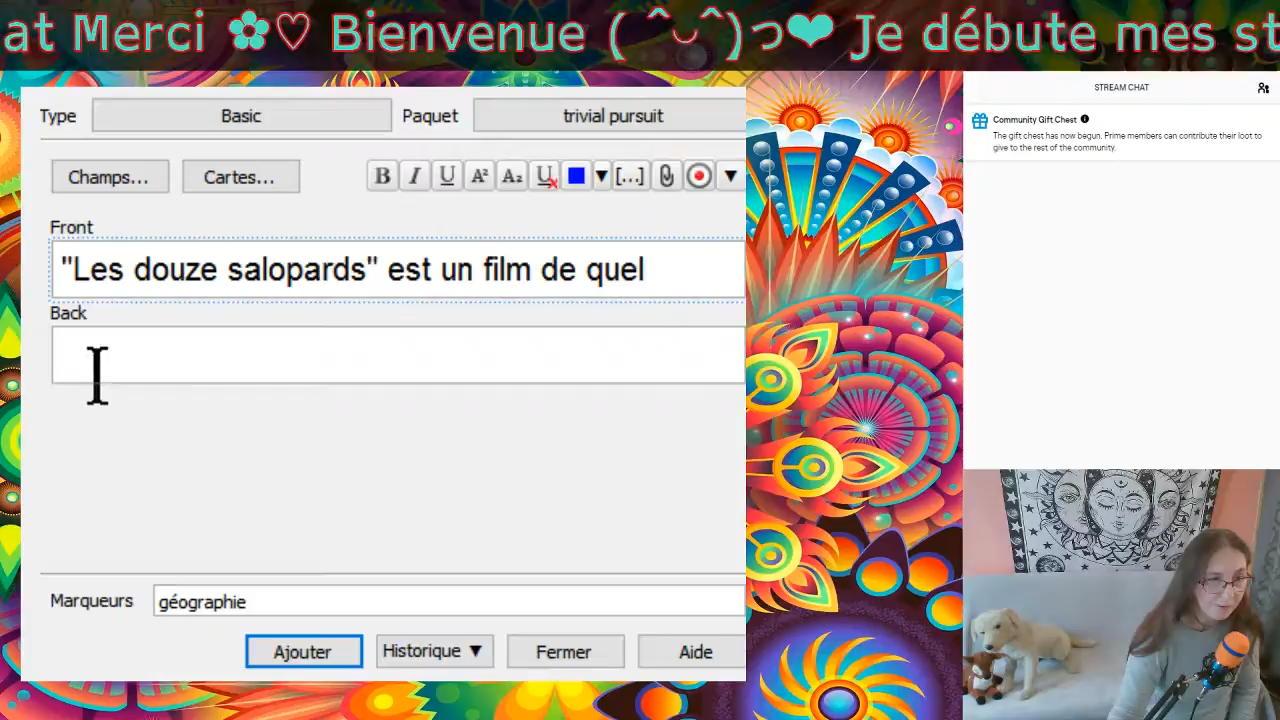 at Merci ✿♡ Bienvenue ( ˆ⌣ˆ)っ❤ Je débute mes st
Type Basic Paquet trivial pursuit
Champs... Cartes... B I U A² A₂ U [...]
Front
"Les douze salopards" est un film de quel
Back
Marqueurs géographie
Ajouter Historique ▼ Fermer Aide
STREAM CHAT
Community Gift Chest
The gift chest has now begun. Prime members can contribute their loot to
give to the rest of the community.